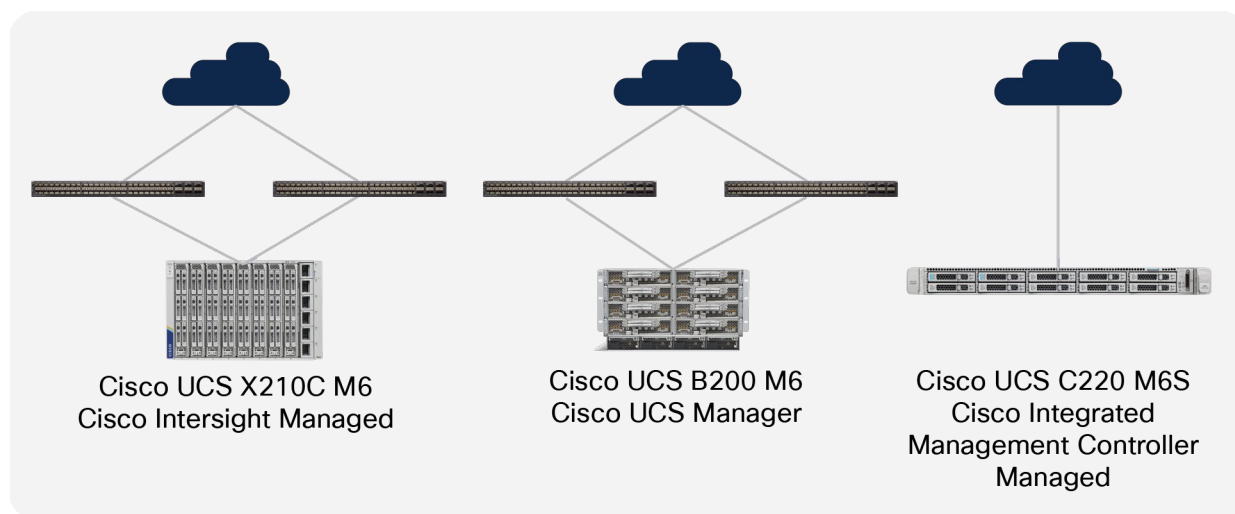 Cisco UCS X210C M6
Cisco Intersight Managed
Cisco UCS B200 M6
Cisco UCS Manager
Cisco UCS C220 M6S
Cisco Integrated
Management Controller
Managed